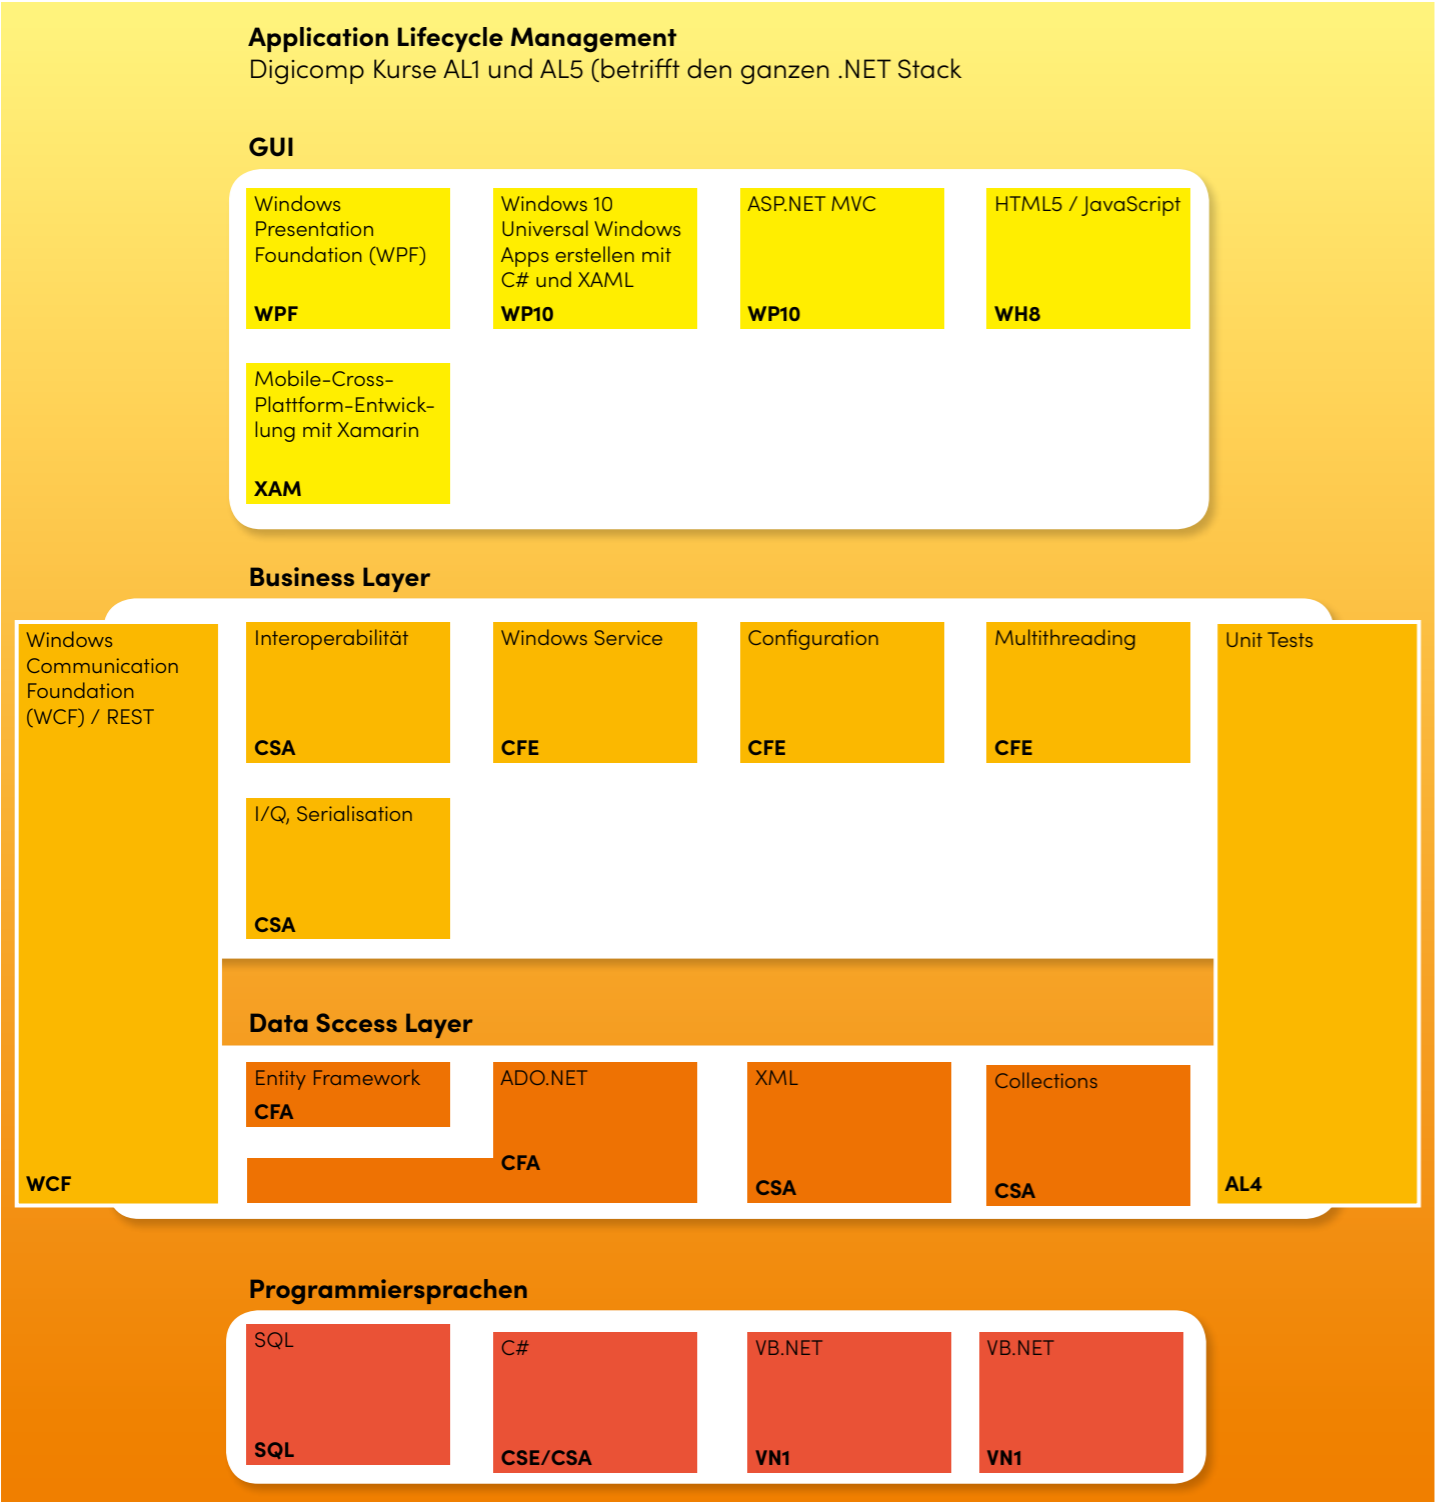 Application Lifecycle Management
Digicomp Kurse AL1 und AL5 (betrifft den ganzen .NET Stack
GUI
Windows
Presentation
Foundation (WPF)
WPF
Windows 10
Universal Windows
Apps erstellen mit
C# und XAML
WP10
ASP.NET MVC
WP10
HTML5 / JavaScript
WH8
Mobile-Cross-
Plattform-Entwick-
lung mit Xamarin
XAM
Business Layer
Windows
Communication
Foundation
(WCF) / REST
WCF
Interoperabilität
CSA
Windows Service
CFE
Configuration
CFE
Multithreading
CFE
Unit Tests
AL4
I/Q, Serialisation
CSA
Data Sccess Layer
Entity Framework
CFA
ADO.NET
CFA
XML
CSA
Collections
CSA
Programmiersprachen
SQL
SQL
C#
CSE/CSA
VB.NET
VN1
VB.NET
VN1